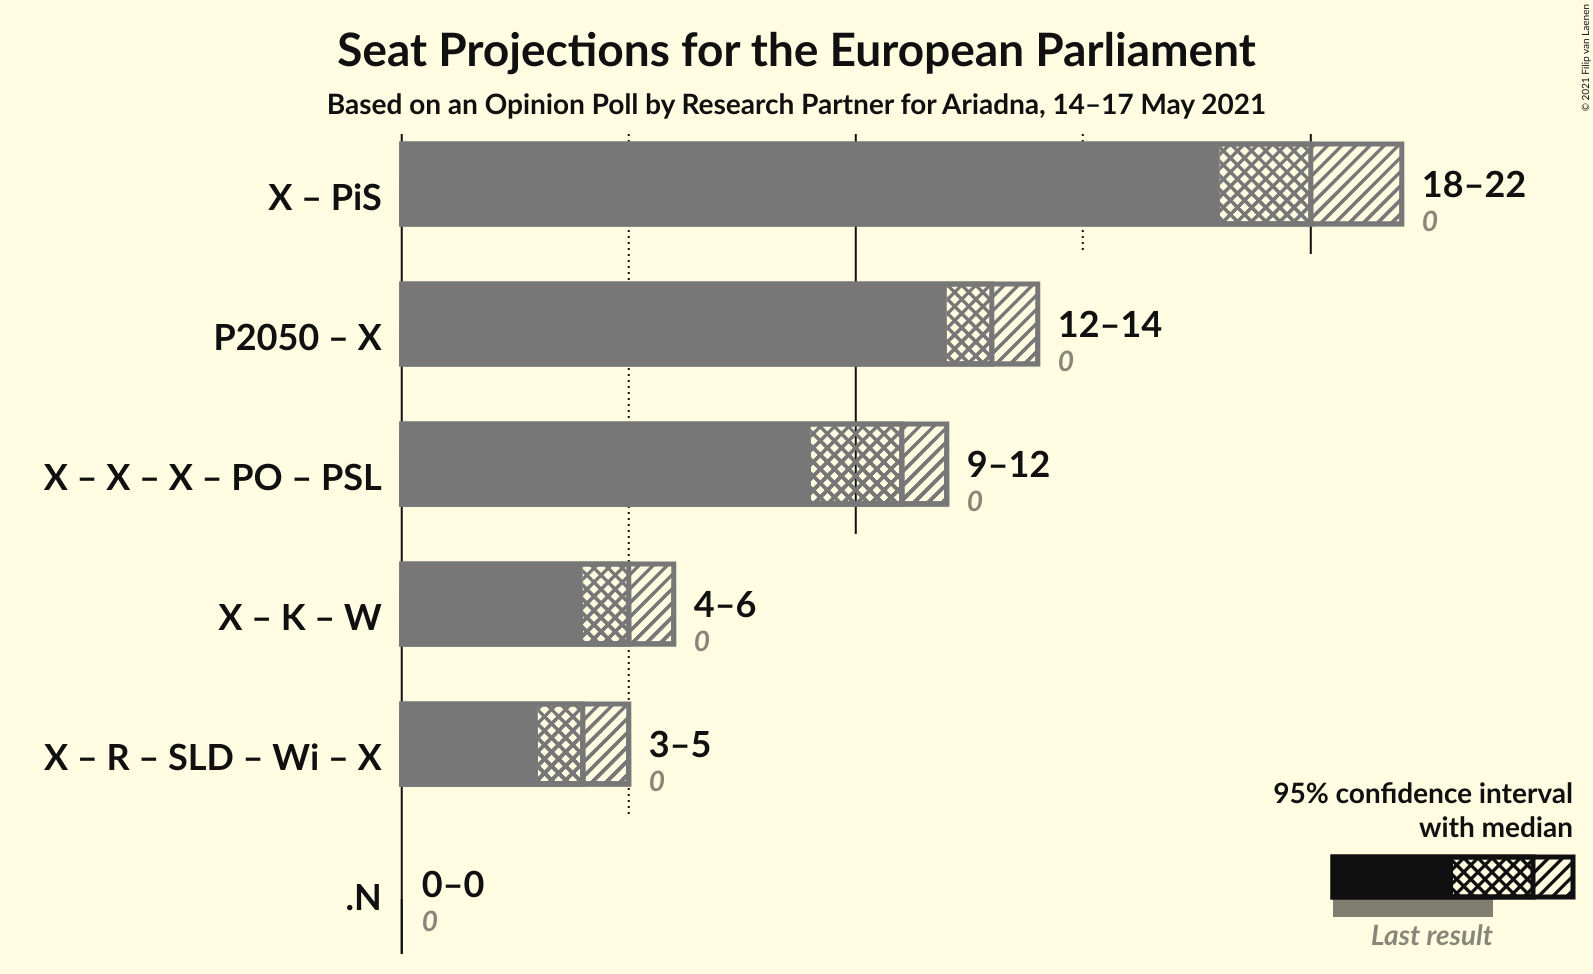 Seat Projections for the European Parliament
Based on an Opinion Poll by Research Partner for Ariadna, 14–17 May 2021
© 2021 Filip van Laenen
X – PiS
18–22
0
P2050 – X
12–14
0
X – X – X – PO – PSL
9–12
0
X – K – W
4–6
0
X – R – SLD – Wi – X
3–5
0
.N
0–0
0
95% confidence interval
with median
Last result